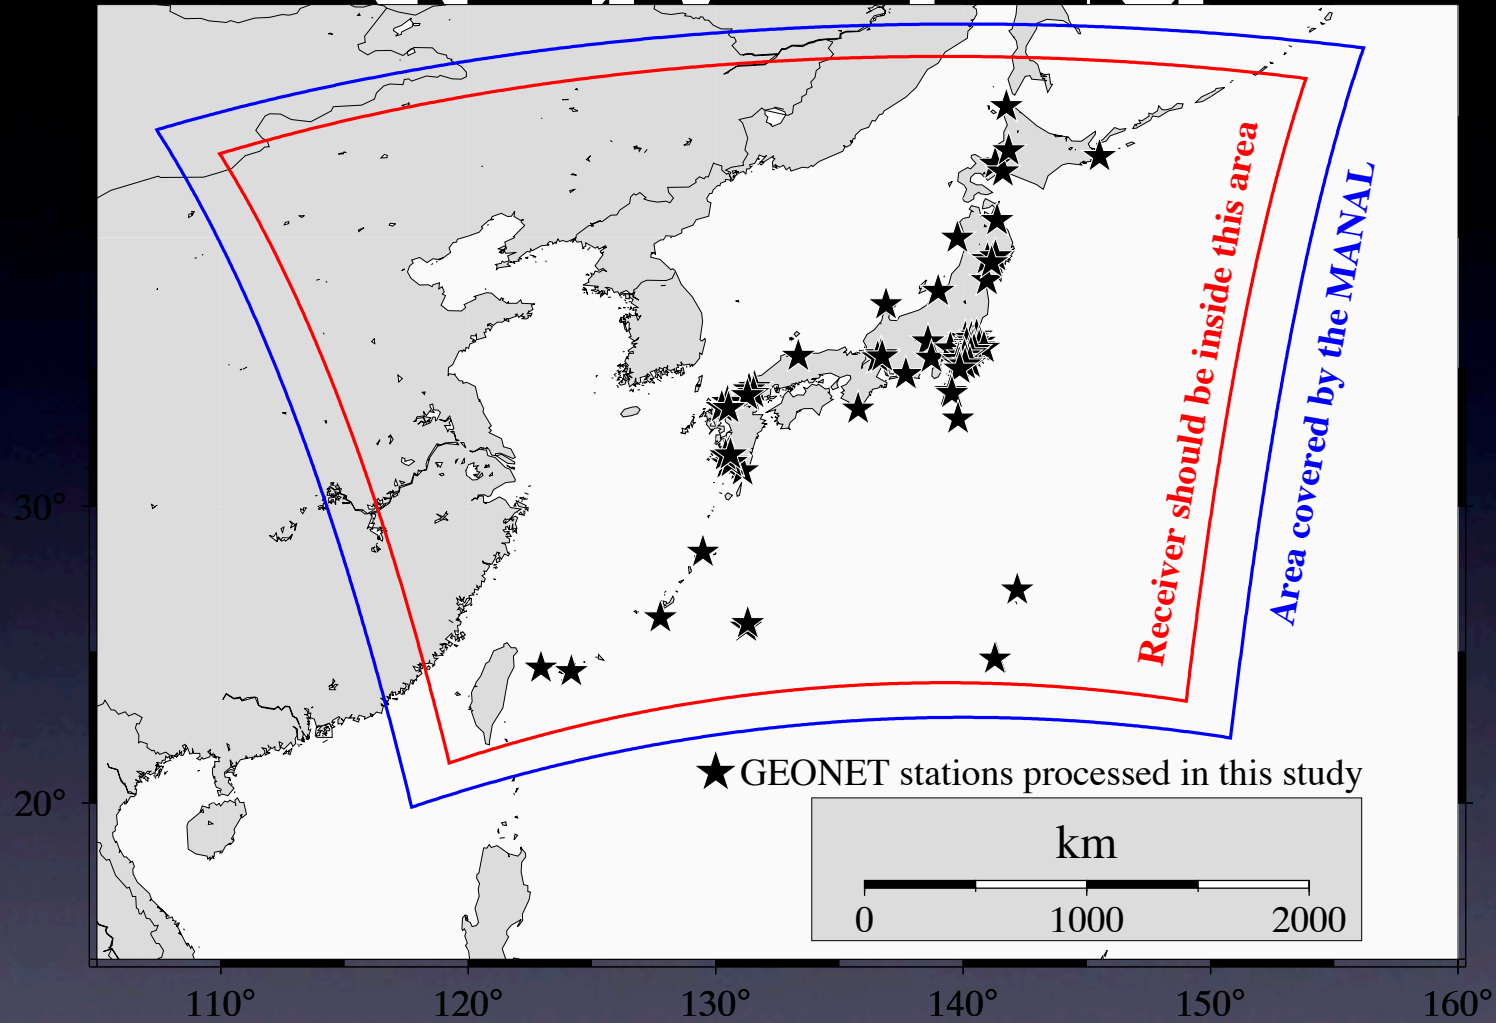 Receiver should be inside this area
Area covered by the MANAL
30°
20°
GEONET stations processed in this study
km
0 1000 2000
110° 120° 130° 140° 150° 160°